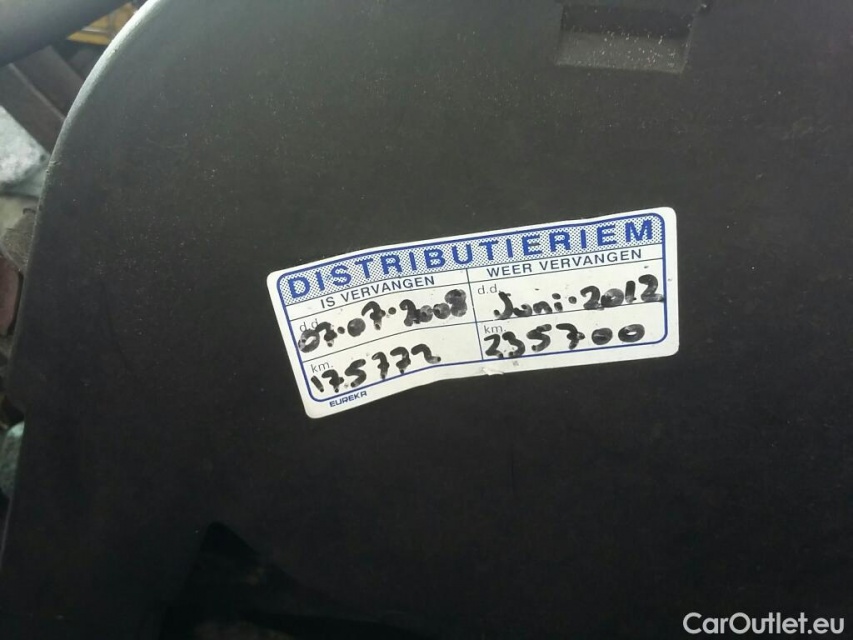 DISTRIBUTIERIEM
IS VERVANGEN
WEER VERVANGEN
d.d. 07.07.2008
d.d. Juni.2012
km. 175772
km. 235700
EUREKA
CarOutlet.eu